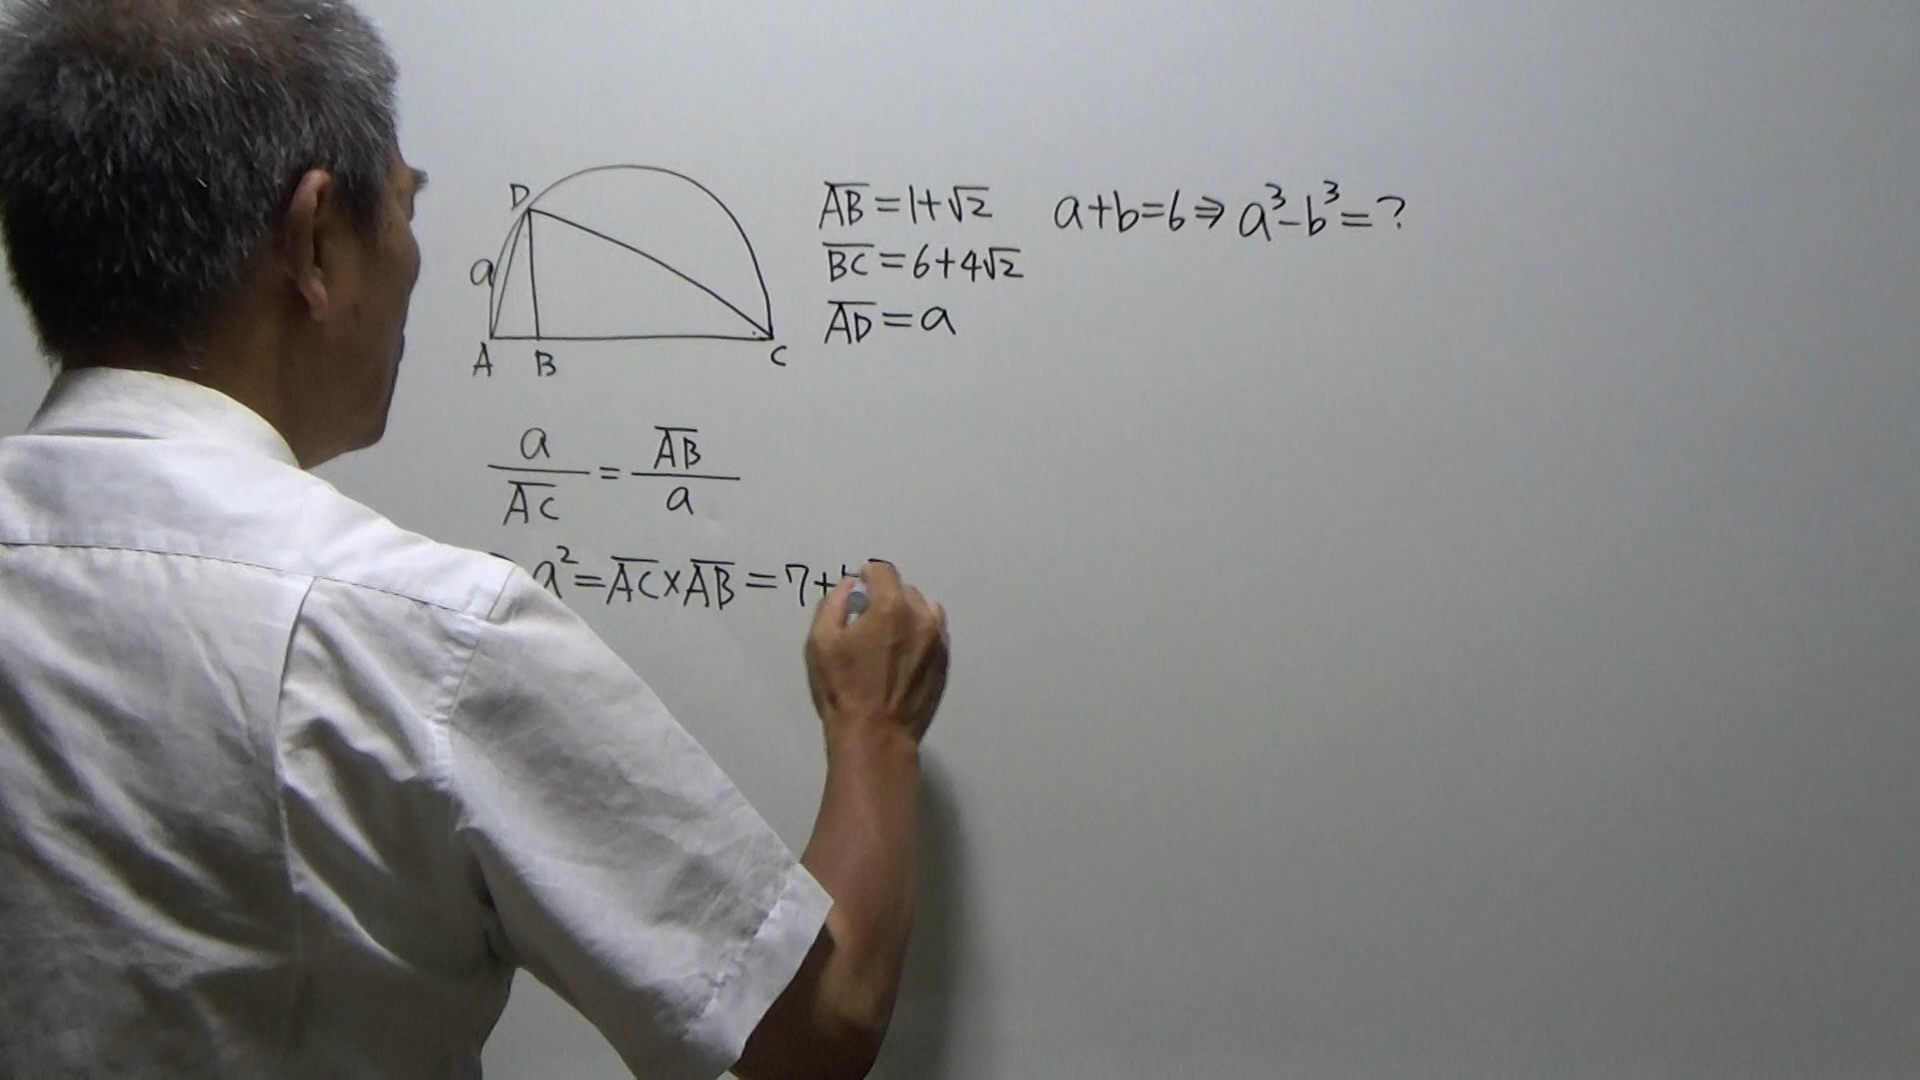 D
a
A B C
AB = 1+√2 a+b=6 ⇒ a³-b³=?
BC = 6+4√2
AD = a
a/AC = AB/a
a²=AC×AB=7+